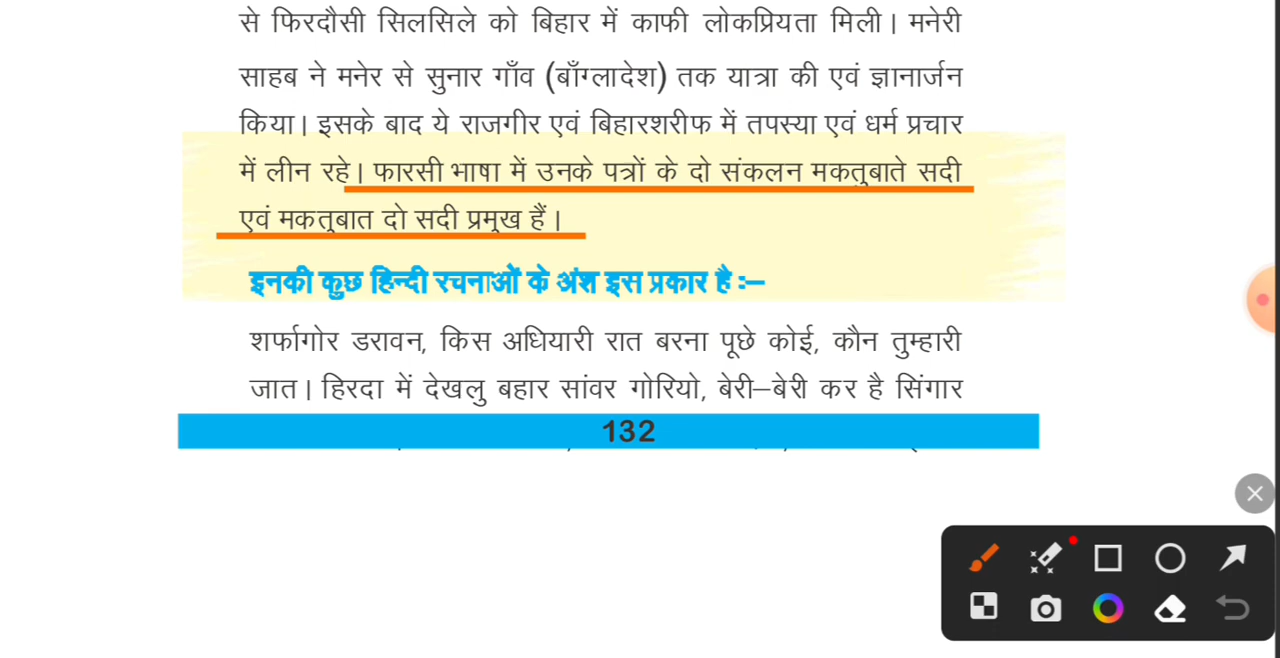 से फिरदौसी सिलसिले को बिहार में काफी लोकप्रियता मिली। मनेरी
साहब ने मनेर से सुनार गाँव (बाँग्लादेश) तक यात्रा की एवं ज्ञानार्जन
किया। इसके बाद ये राजगीर एवं बिहारशरीफ में तपस्या एवं धर्म प्रचार
में लीन रहे। फारसी भाषा में उनके पत्रों के दो संकलन मकतुबाते सदी
एवं मकतूबात दो सदी प्रमुख हैं।
इनकी कुछ हिन्दी रचनाओं के अंश इस प्रकार है :–
शर्फागोर डरावन, किस अधियारी रात बरना पूछे कोई, कौन तुम्हारी
जात। हिरदा में देखलु बहार सांवर गोरियो, बेरी–बेरी कर है सिंगार
132